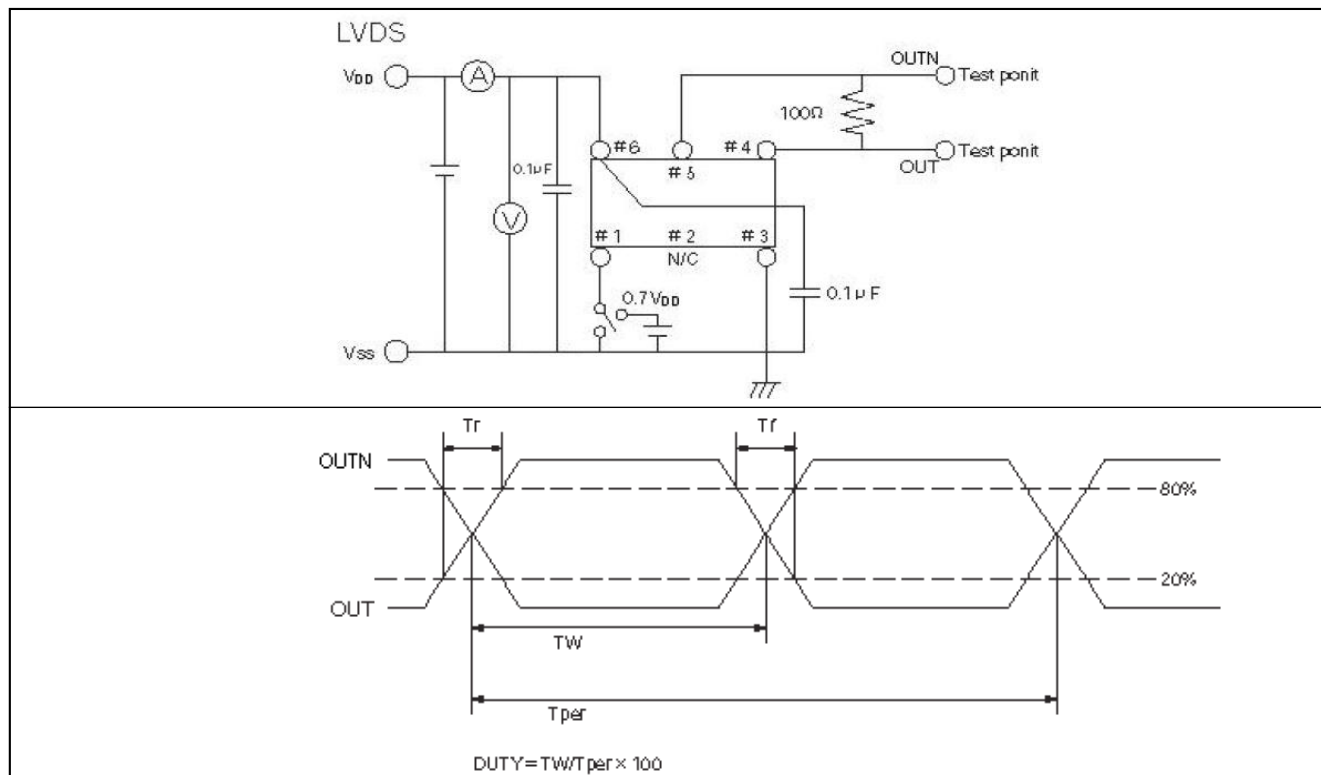 LVDS
VDD
A
OUTN
Test ponit
100Ω
#6
#5
#4
OUT
Test ponit
0.1μF
V
#1
#2
#3
N/C
0.7VDD
0.1μF
Vss
Tr
Tf
OUTN
80%
20%
OUT
TW
Tper
DUTY=TW/Tper×100